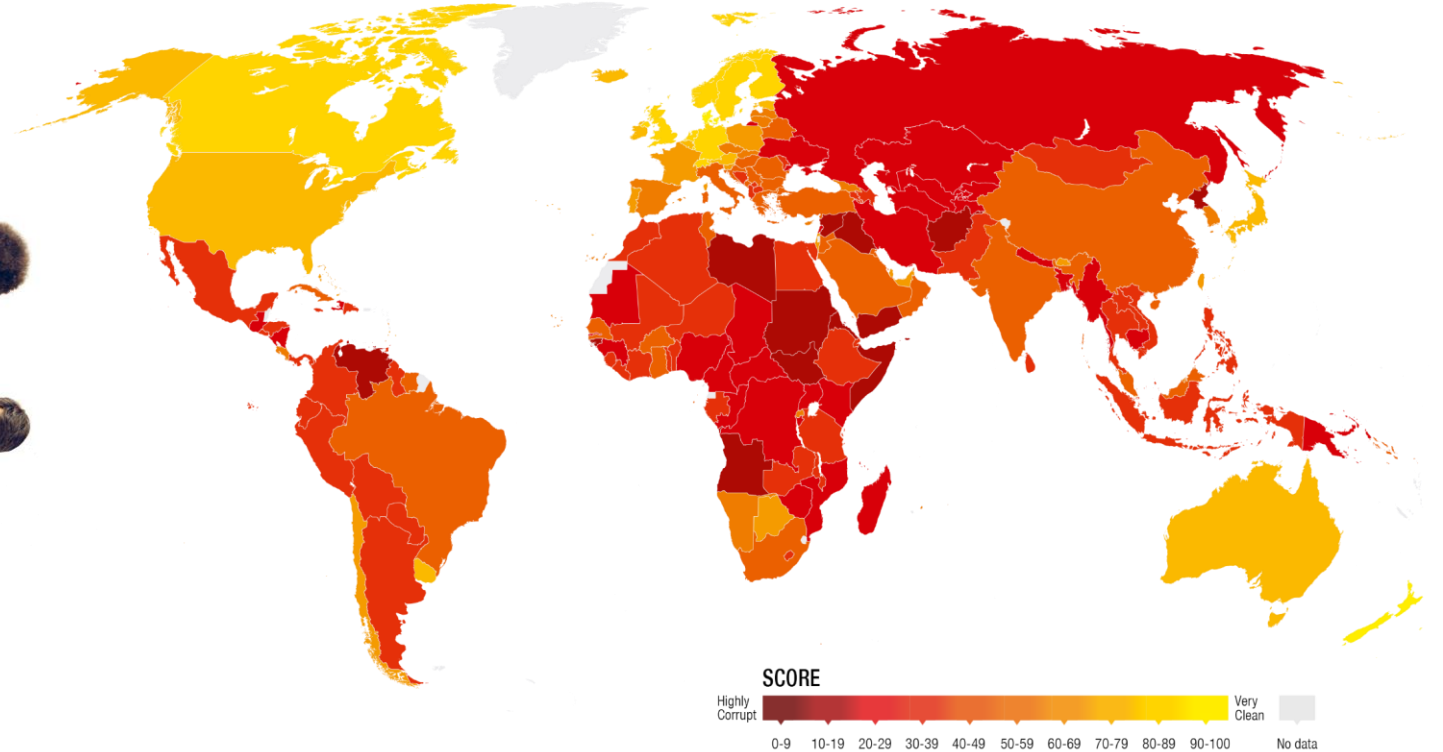 SCORE
Highly
Corrupt
Very
Clean
0-9 10-19 20-29 30-39 40-49 50-59 60-69 70-79 80-89 90-100 No data